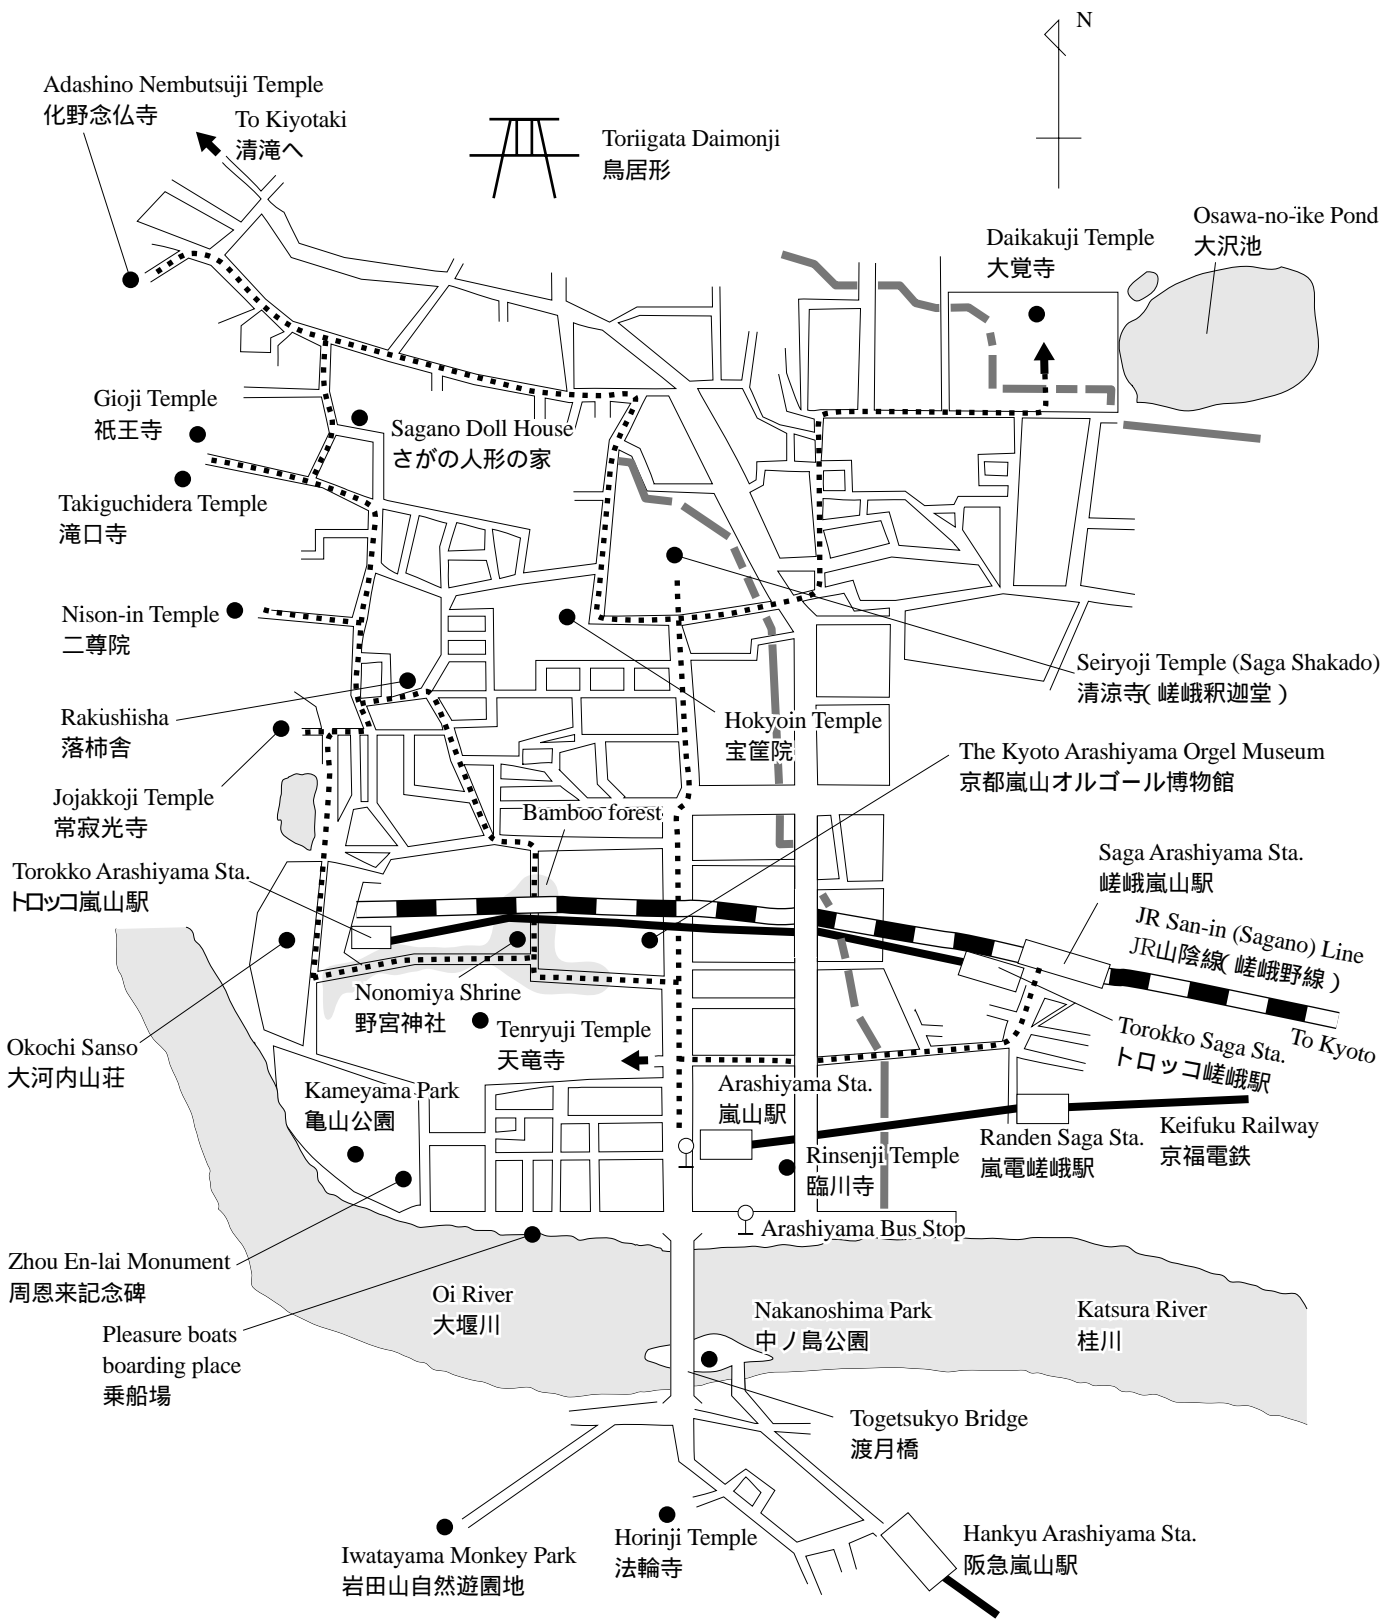 N
Adashino Nembutsuji Temple
化野念仏寺
To Kiyotaki
清滝へ
Toriigata Daimonji
鳥居形
Osawa-no-ike Pond
大沢池
Daikakuji Temple
大覚寺
Gioji Temple
祇王寺
Sagano Doll House
さがの人形の家
Takiguchidera Temple
滝口寺
Nison-in Temple
二尊院
Seiryoji Temple (Saga Shakado)
清涼寺(嵯峨釈迦堂)
Rakushisha
落柿舎
Hokyoin Temple
宝筐院
The Kyoto Arashiyama Orgel Museum
京都嵐山オルゴール博物館
Jojakkoji Temple
常寂光寺
Bamboo forest
Torokko Arashiyama Sta.
トロッコ嵐山駅
Saga Arashiyama Sta.
嵯峨嵐山駅
JR San-in (Sagano) Line
JR山陰線(嵯峨野線)
To Kyoto
Nonomiya Shrine
野宮神社
Tenryuji Temple
天竜寺
Torokko Saga Sta.
トロッコ嵯峨駅
Okochi Sanso
大河内山荘
Kameyama Park
亀山公園
Arashiyama Sta.
嵐山駅
Randen Saga Sta.
嵐電嵯峨駅
Keifuku Railway
京福電鉄
Rinsenji Temple
臨川寺
Arashiyama Bus Stop
Zhou En-lai Monument
周恩来記念碑
Oi River
大堰川
Nakanoshima Park
中ノ島公園
Katsura River
桂川
Pleasure boats
boarding place
乗船場
Togetsukyo Bridge
渡月橋
Iwatayama Monkey Park
岩田山自然遊園地
Horinji Temple
法輪寺
Hankyu Arashiyama Sta.
阪急嵐山駅